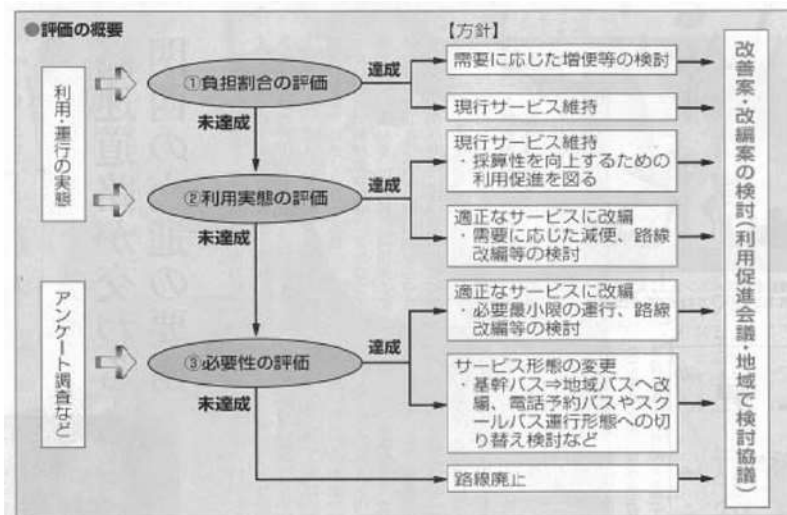 ●評価の概要
【方針】
利用・運行の実態
①負担割合の評価
達成
未達成
需要に応じた増便等の検討
現行サービス維持
②利用実態の評価
達成
未達成
現行サービス維持
・採算性を向上するための
利用促進を図る
適正なサービスに改編
・需要に応じた減便、路線
改編等の検討
アンケート調査など
③必要性の評価
達成
未達成
適正なサービスに改編
・必要最小限の運行、路線
改編等の検討
サービス形態の変更
・基幹バス⇒地域バスへ改
編、電話予約バスやスク
ールバス運行形態への切
り替え検討など
路線廃止
改善案・改編案の検討(利用促進会議・地域で検討協議)